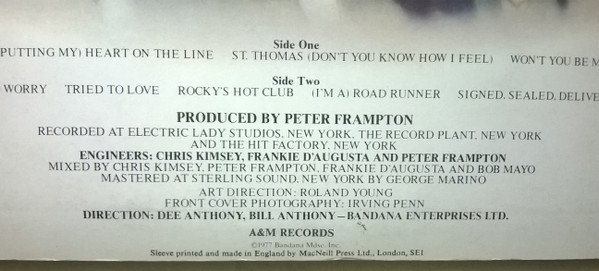 Side One
(PUTTING MY) HEART ON THE LINE ST. THOMAS (DON'T YOU KNOW HOW I FEEL) WON'T YOU BE M
Side Two
WORRY TRIED TO LOVE ROCKY'S HOT CLUB (I'M A) ROAD RUNNER SIGNED, SEALED, DELIVE
PRODUCED BY PETER FRAMPTON
RECORDED AT ELECTRIC LADY STUDIOS, NEW YORK, THE RECORD PLANT, NEW YORK
AND THE HIT FACTORY, NEW YORK
ENGINEERS: CHRIS KIMSEY, FRANKIE D'AUGUSTA AND PETER FRAMPTON
MIXED BY CHRIS KIMSEY, PETER FRAMPTON, FRANKIE D'AUGUSTA AND BOB MAYO
MASTERED AT STERLING SOUND, NEW YORK BY GEORGE MARINO
ART DIRECTION: ROLAND YOUNG
FRONT COVER PHOTOGRAPHY: IRVING PENN
DIRECTION: DEE ANTHONY, BILL ANTHONY—BANDANA ENTERPRISES LTD.
A&M RECORDS
©1977 Bandana Mdse. Inc.
Sleeve printed and made in England by MacNeill Press Ltd., London, SE1